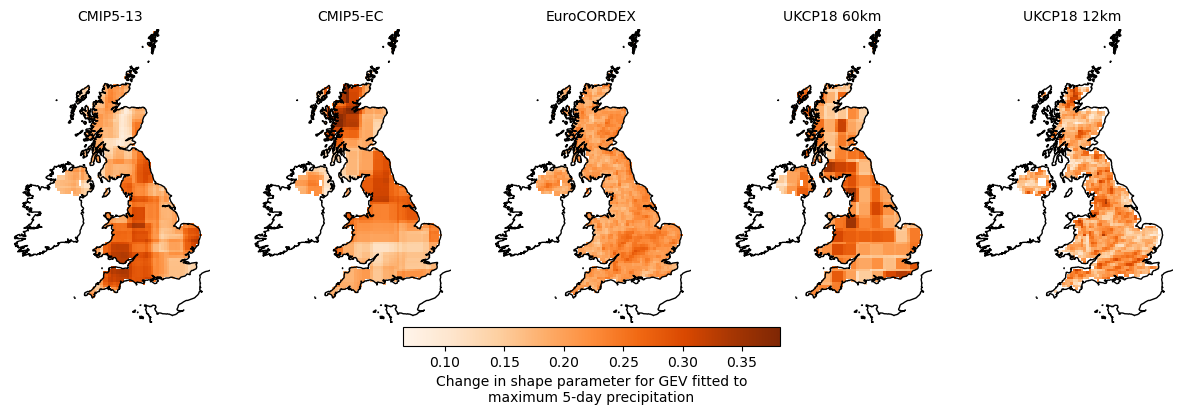 CMIP5-13
CMIP5-EC
EuroCORDEX
UKCP18 60km
UKCP18 12km
0.10
0.15
0.20
0.25
0.30
0.35
Change in shape parameter for GEV fitted to
maximum 5-day precipitation